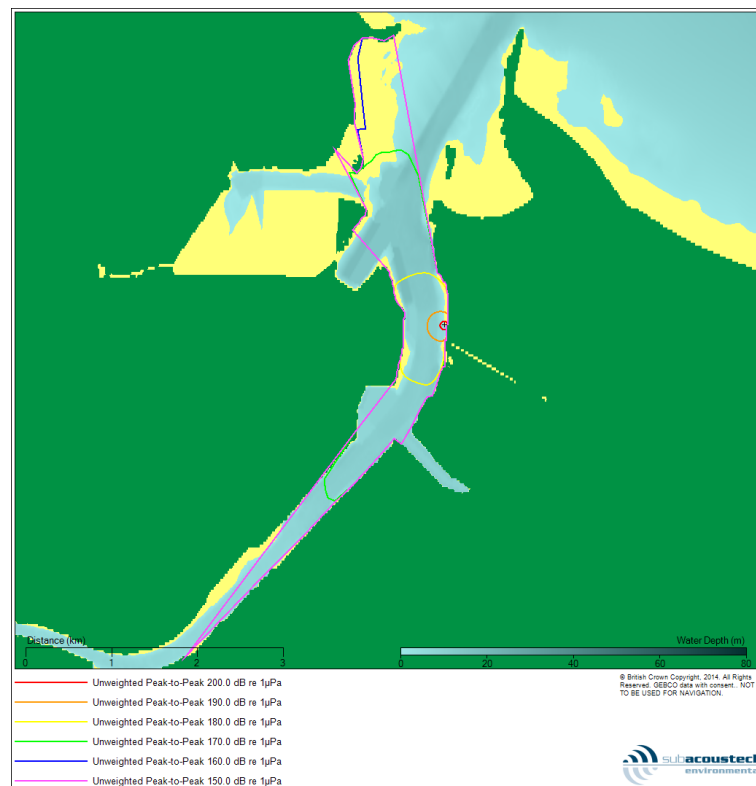 Distance (km)
0 1 2 3
Water Depth (m)
0 20 40 60 80
Unweighted Peak-to-Peak 200.0 dB re 1µPa
Unweighted Peak-to-Peak 190.0 dB re 1µPa
Unweighted Peak-to-Peak 180.0 dB re 1µPa
Unweighted Peak-to-Peak 170.0 dB re 1µPa
Unweighted Peak-to-Peak 160.0 dB re 1µPa
Unweighted Peak-to-Peak 150.0 dB re 1µPa
© British Crown Copyright, 2014. All Rights
Reserved. GEBCO data with consent.. NOT
TO BE USED FOR NAVIGATION.
subacoustech
environmenta